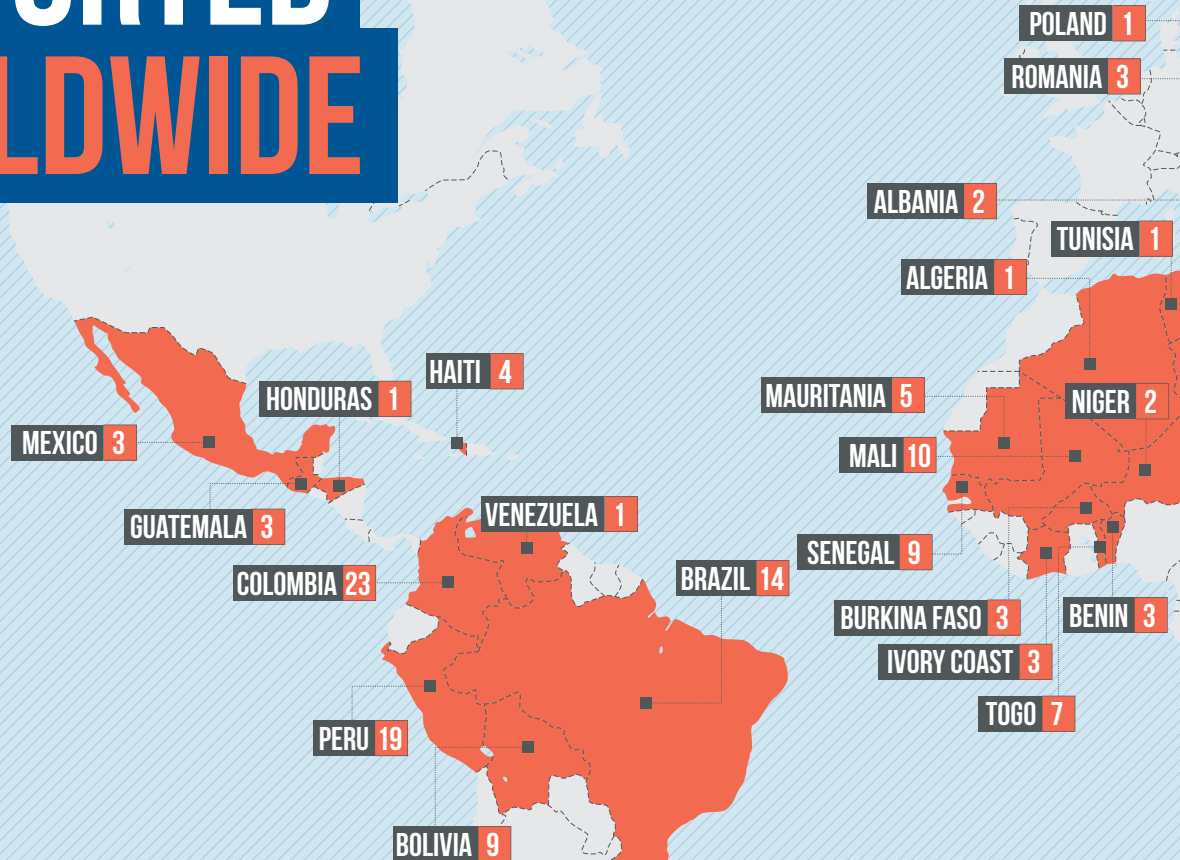 LDWIDE
POLAND 1
ROMANIA 3
ALBANIA 2
TUNISIA 1
ALGERIA 1
HAITI 4
HONDURAS 1
MAURITANIA 5
NIGER 2
MEXICO 3
MALI 10
GUATEMALA 3
VENEZUELA 1
SENEGAL 9
COLOMBIA 23
BRAZIL 14
BURKINA FASO 3
BENIN 3
IVORY COAST 3
TOGO 7
PERU 19
BOLIVIA 9